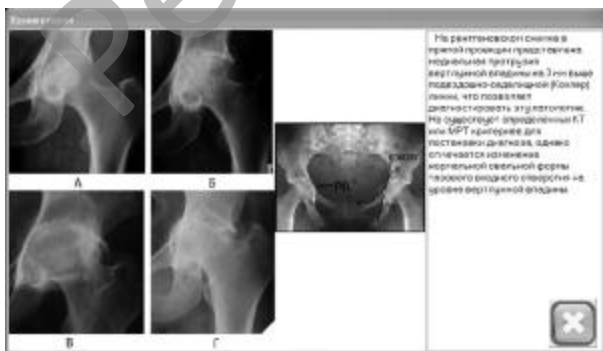 Комментарии
На рентгеновском снимке в
прямой проекции представлена
медиальная протрузия
вертлужной впадины на 3 мм выше
подвздошно-седалищной (Кохлер)
линии, что позволяет
диагностировать эту патологию.
Не существует определенных КТ
или МРТ критериев для
постановки диагноза, однако
отмечается изменение
нормальной овальной формы
тазового входного отверстия на
уровне вертлужной впадины.
А
Б
В
Г